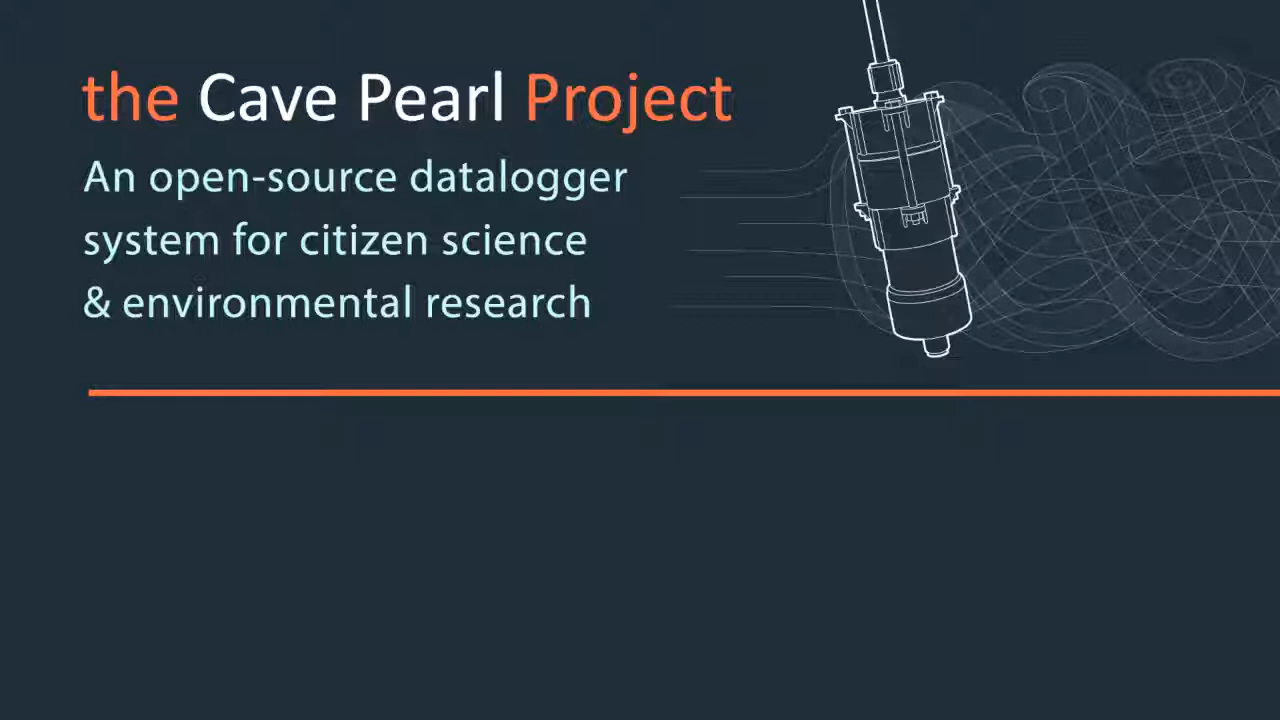 the Cave Pearl Project
An open-source datalogger
system for citizen science
& environmental research